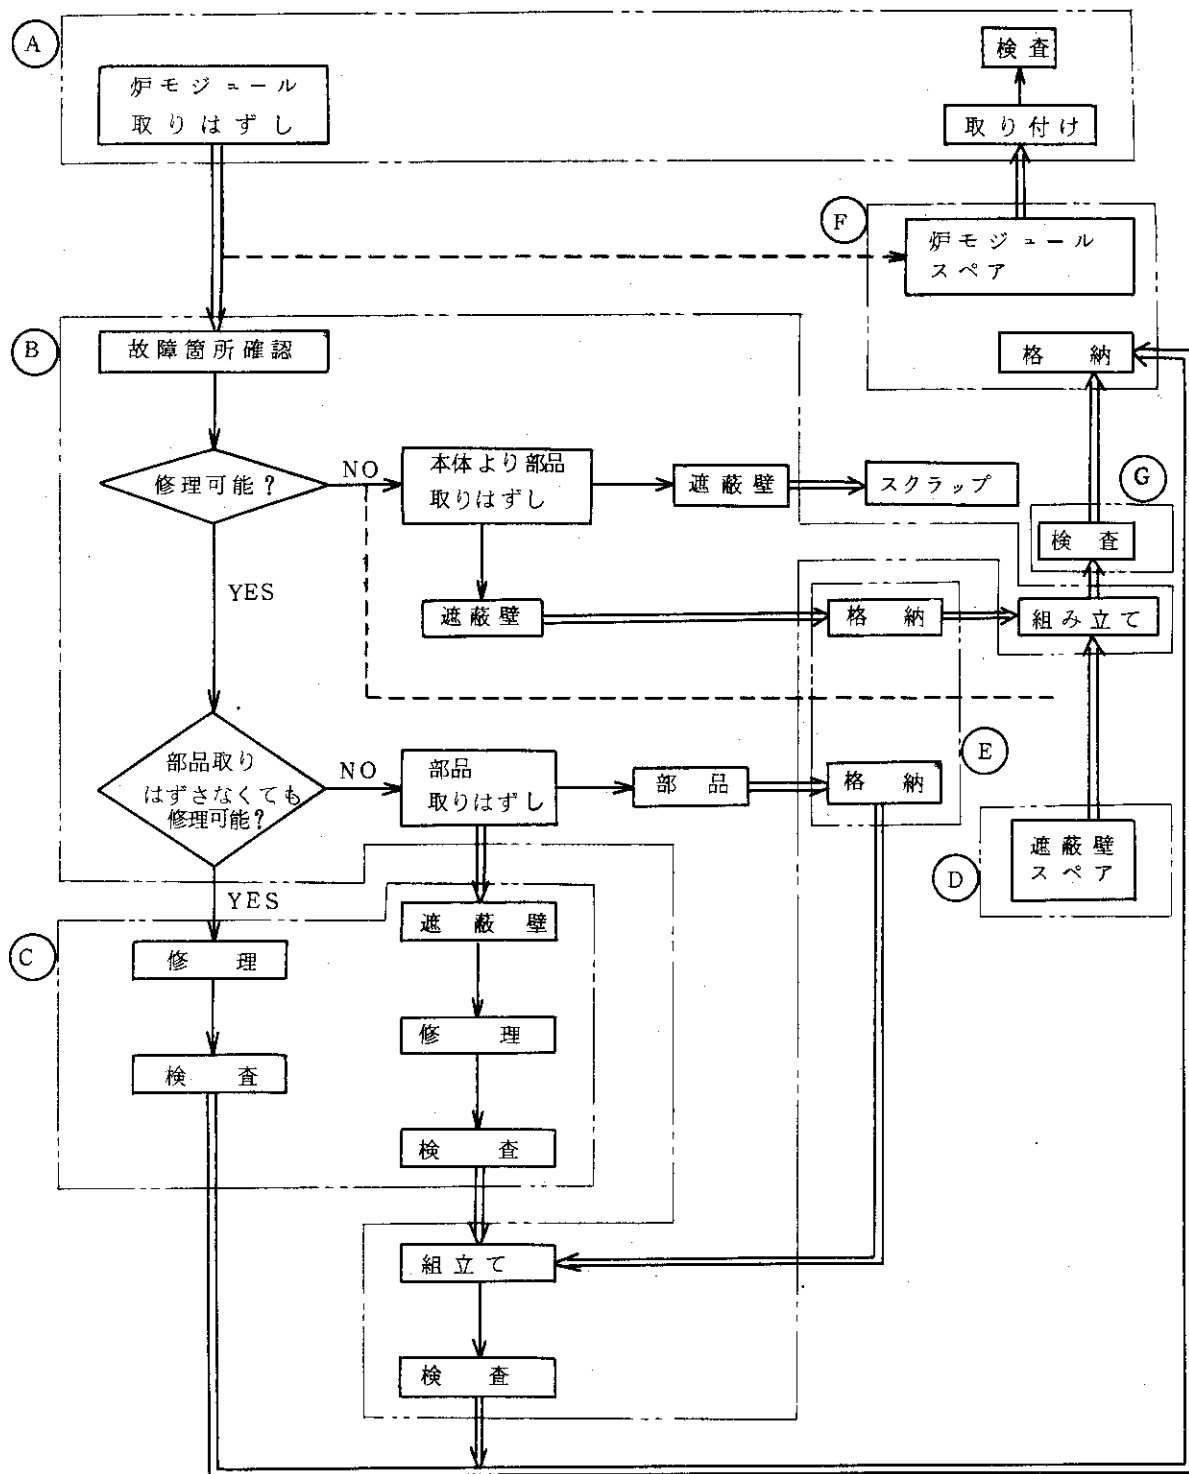 A
検査
炉モジュール
取りはずし
取り付け
F
炉モジュール
スペア
B
故障箇所確認
格納
修理可能?
NO
本体より部品
取りはずし
遮蔽壁
スクラップ
G
検査
YES
遮蔽壁
格納
組み立て
部品取り
はずさなくても
修理可能?
NO
部品
取りはずし
部品
格納
E
遮蔽壁
スペア
D
YES
遮蔽壁
C
修理
修理
検査
検査
組立て
検査